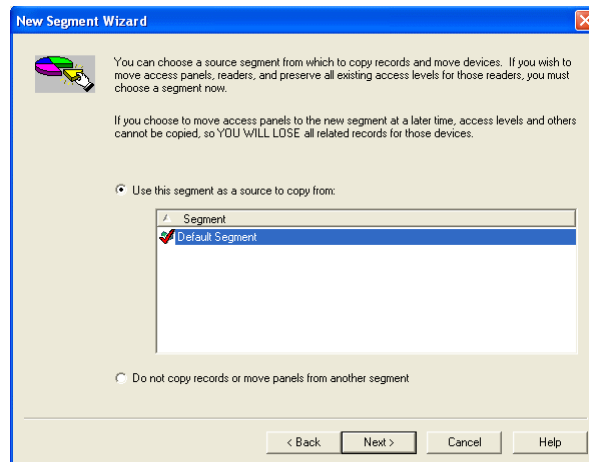 New Segment Wizard
You can choose a source segment from which to copy records and move devices.  If you wish to
move access panels, readers, and preserve all existing access levels for those readers, you must
choose a segment now.
If you choose to move access panels to the new segment at a later time, access levels and others
cannot be copied, so YOU WILL LOSE all related records for those devices.
Use this segment as a source to copy from:
Segment
Default Segment
Do not copy records or move panels from another segment
< Back
Next >
Cancel
Help